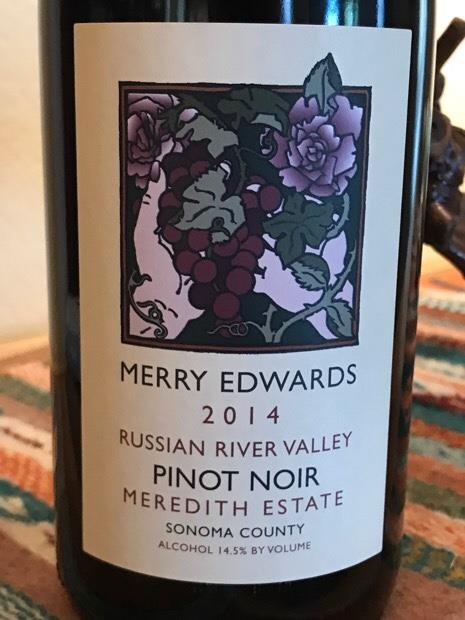 MERRY EDWARDS
2014
RUSSIAN RIVER VALLEY
PINOT NOIR
MEREDITH ESTATE
SONOMA COUNTY
ALCOHOL 14.5% BY VOLUME